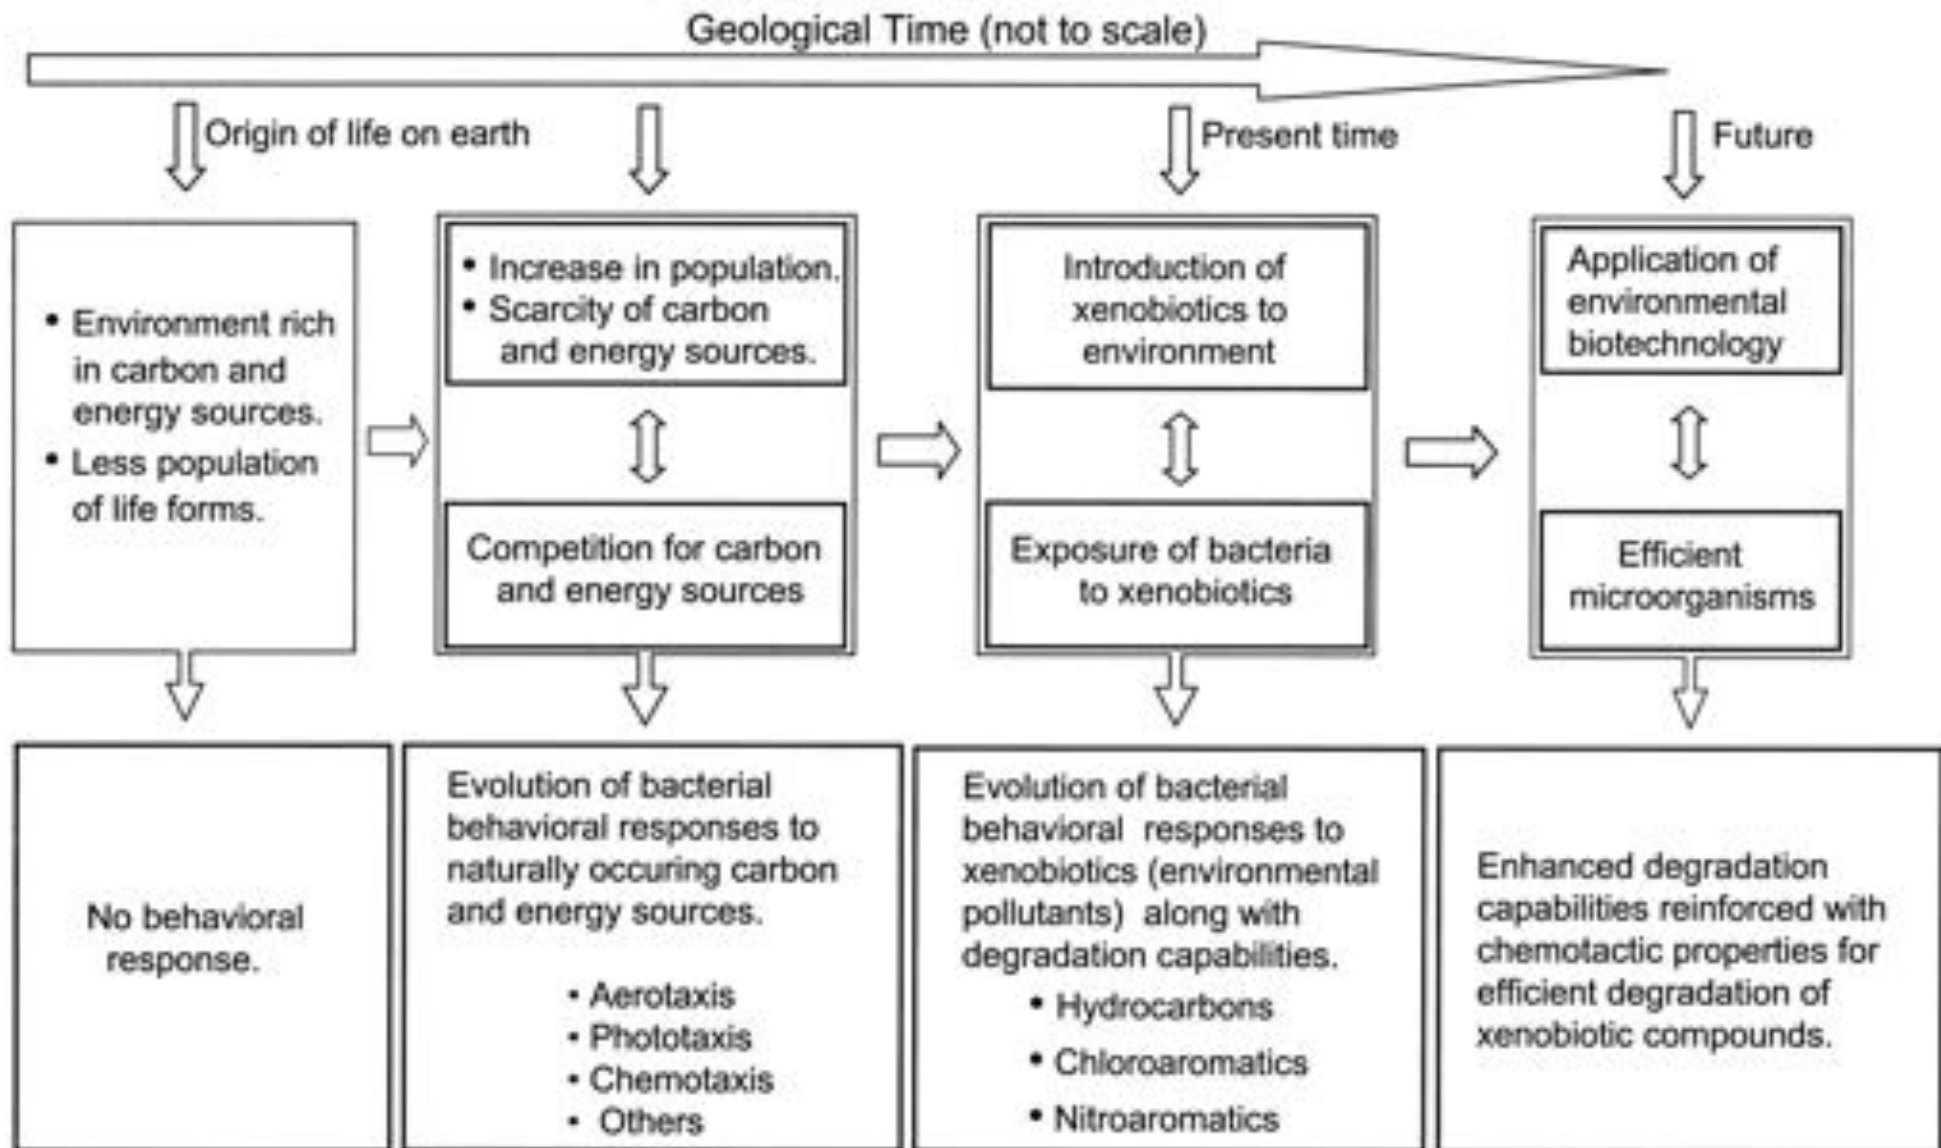 Geological Time (not to scale)
Origin of life on earth
Present time
Future
• Environment rich
in carbon and
energy sources.
• Less population
of life forms.
• Increase in population.
• Scarcity of carbon
and energy sources.
Competition for carbon
and energy sources
Introduction of
xenobiotics to
environment
Exposure of bacteria
to xenobiotics
Application of
environmental
biotechnology
Efficient
microorganisms
No behavioral
response.
Evolution of bacterial
behavioral responses to
naturally occuring carbon
and energy sources.
• Aerotaxis
• Phototaxis
• Chemotaxis
• Others
Evolution of bacterial
behavioral responses to
xenobiotics (environmental
pollutants) along with
degradation capabilities.
• Hydrocarbons
• Chloroaromatics
• Nitroaromatics
Enhanced degradation
capabilities reinforced with
chemotactic properties for
efficient degradation of
xenobiotic compounds.